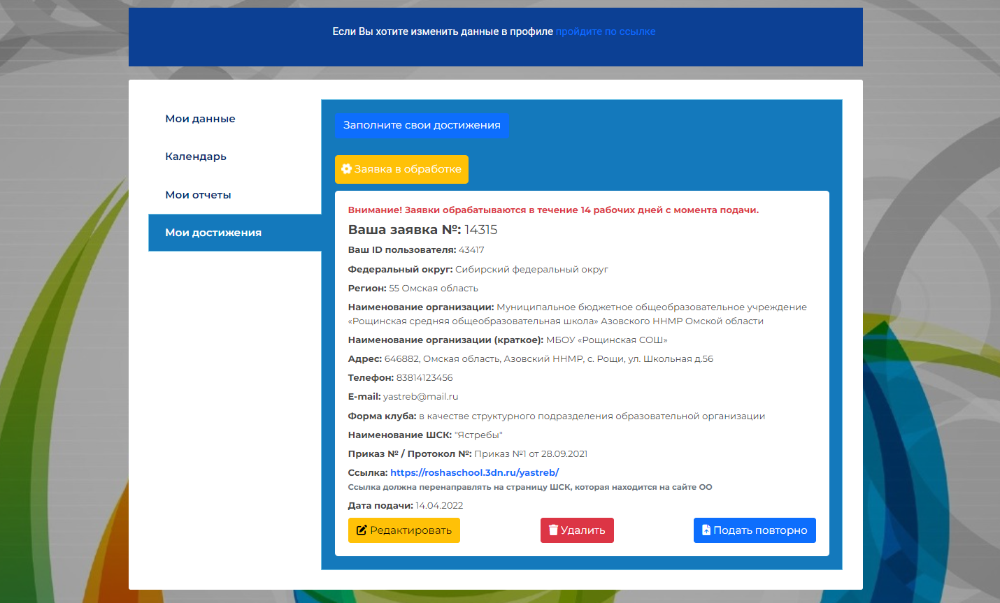 Если Вы хотите изменить данные в профиле пройдите по ссылке
Мои данные
Календарь
Мои отчеты
Мои достижения
Заполните свои достижения
Заявка в обработке
Внимание! Заявки обрабатываются в течение 14 рабочих дней с момента подачи.
Ваша заявка №: 14315
Ваш ID пользователя: 43417
Федеральный округ: Сибирский федеральный округ
Регион: 55 Омская область
Наименование организации: Муниципальное бюджетное общеобразовательное учреждение
«Рощинская средняя общеобразовательная школа» Азовского ННМР Омской области
Наименование организации (краткое): МБОУ «Рощинская СОШ»
Адрес: 646882, Омская область, Азовский ННМР, с. Рощи, ул. Школьная д.56
Телефон: 83814123456
E-mail: yastreb@mail.ru
Форма клуба: в качестве структурного подразделения образовательной организации
Наименование ШСК: "Ястребы"
Приказ № / Протокол №: Приказ №1 от 28.09.2021
Ссылка: https://roshaschool.3dn.ru/yastreb/
Ссылка должна перенаправлять на страницу ШСК, которая находится на сайте ОО
Дата подачи: 14.04.2022
Редактировать
Удалить
Подать повторно